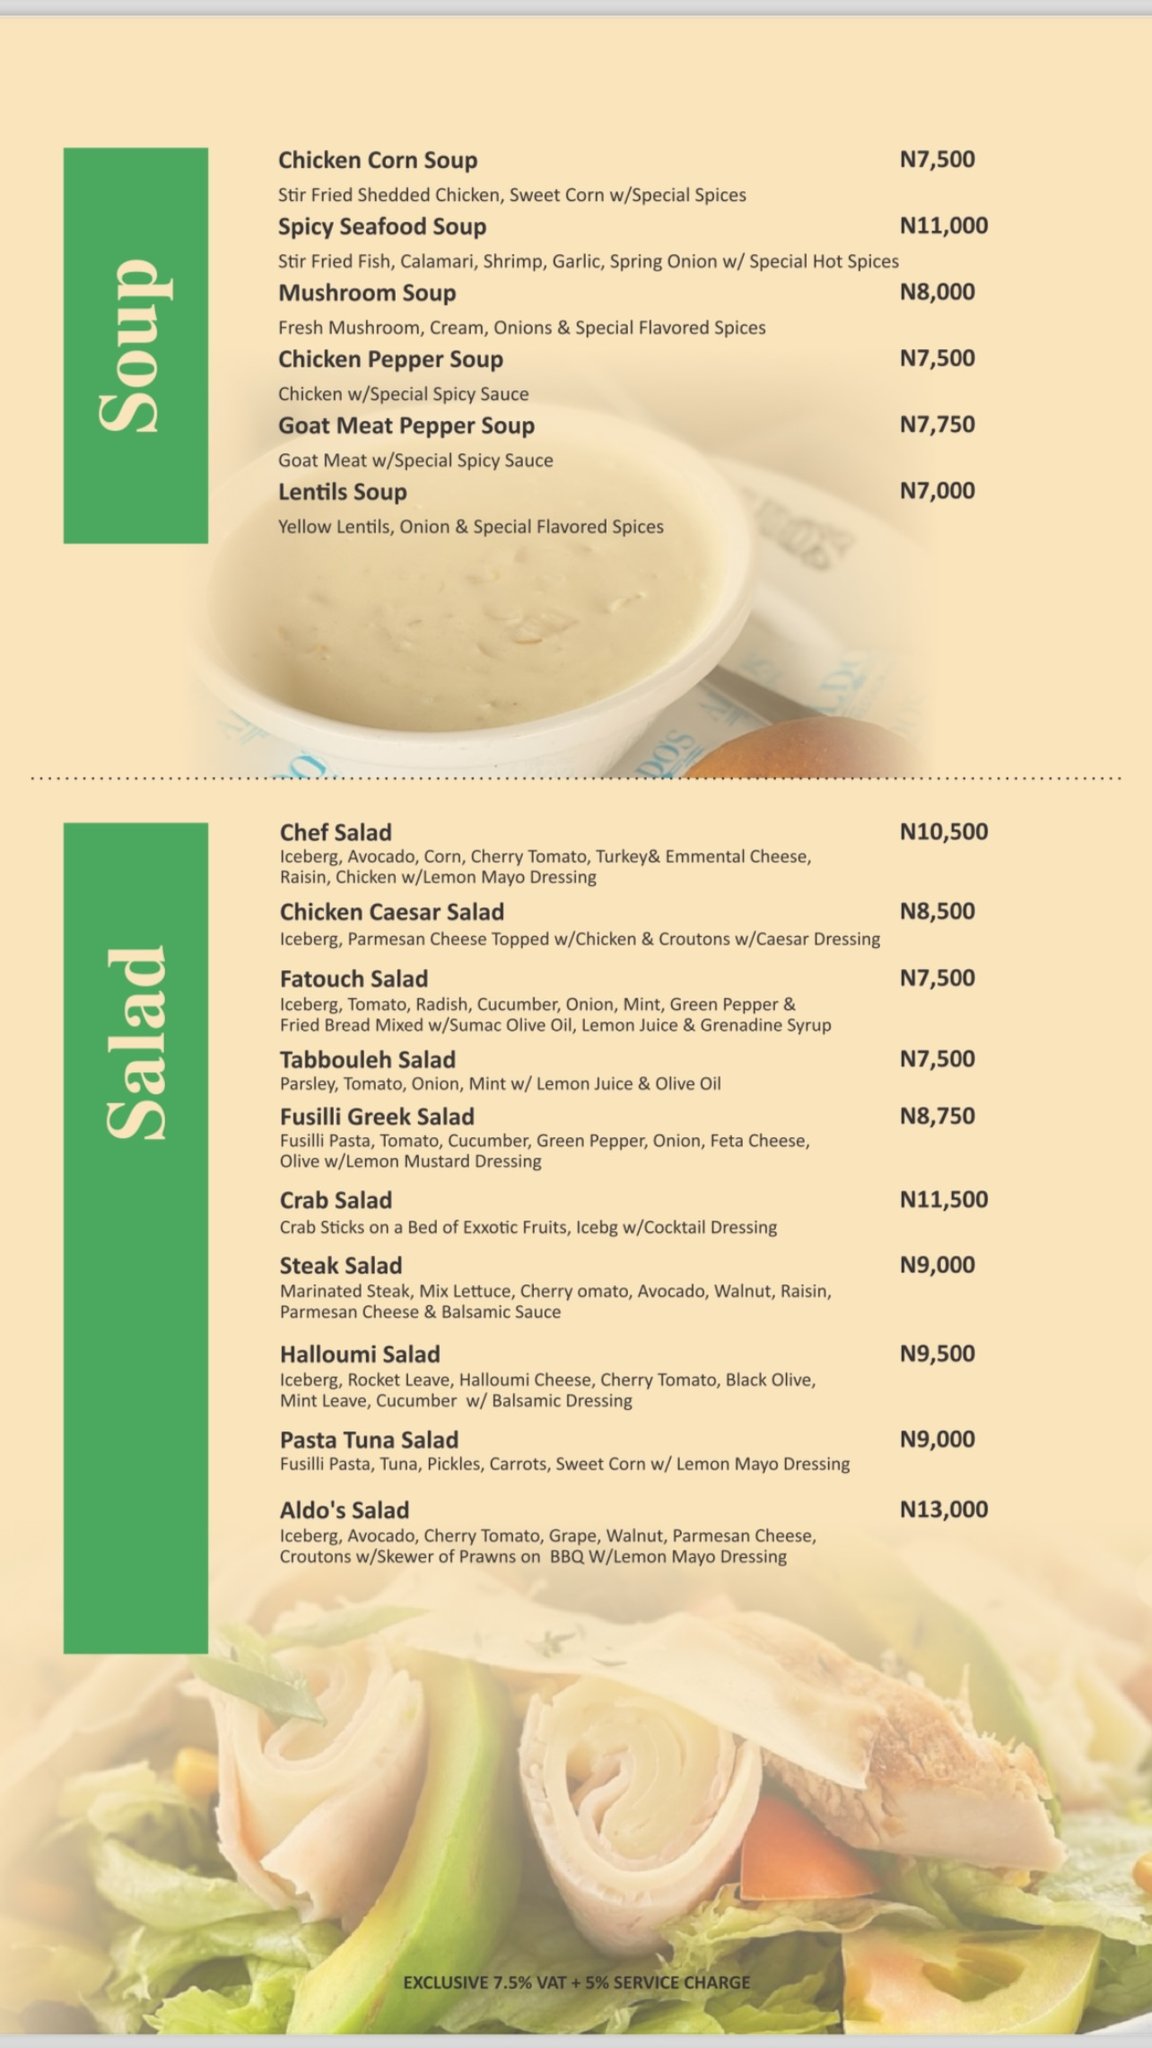 Soup
Chicken Corn Soup N7,500
Stir Fried Shedded Chicken, Sweet Corn w/Special Spices
Spicy Seafood Soup N11,000
Stir Fried Fish, Calamari, Shrimp, Garlic, Spring Onion w/ Special Hot Spices
Mushroom Soup N8,000
Fresh Mushroom, Cream, Onions & Special Flavored Spices
Chicken Pepper Soup N7,500
Chicken w/Special Spicy Sauce
Goat Meat Pepper Soup N7,750
Goat Meat w/Special Spicy Sauce
Lentils Soup N7,000
Yellow Lentils, Onion & Special Flavored Spices
Salad
Chef Salad N10,500
Iceberg, Avocado, Corn, Cherry Tomato, Turkey& Emmental Cheese,
Raisin, Chicken w/Lemon Mayo Dressing
Chicken Caesar Salad N8,500
Iceberg, Parmesan Cheese Topped w/Chicken & Croutons w/Caesar Dressing
Fatouch Salad N7,500
Iceberg, Tomato, Radish, Cucumber, Onion, Mint, Green Pepper &
Fried Bread Mixed w/Sumac Olive Oil, Lemon Juice & Grenadine Syrup
Tabbouleh Salad N7,500
Parsley, Tomato, Onion, Mint w/ Lemon Juice & Olive Oil
Fusilli Greek Salad N8,750
Fusilli Pasta, Tomato, Cucumber, Green Pepper, Onion, Feta Cheese,
Olive w/Lemon Mustard Dressing
Crab Salad N11,500
Crab Sticks on a Bed of Exxotic Fruits, Icebg w/Cocktail Dressing
Steak Salad N9,000
Marinated Steak, Mix Lettuce, Cherry omato, Avocado, Walnut, Raisin,
Parmesan Cheese & Balsamic Sauce
Halloumi Salad N9,500
Iceberg, Rocket Leave, Halloumi Cheese, Cherry Tomato, Black Olive,
Mint Leave, Cucumber  w/ Balsamic Dressing
Pasta Tuna Salad N9,000
Fusilli Pasta, Tuna, Pickles, Carrots, Sweet Corn w/ Lemon Mayo Dressing
Aldo's Salad N13,000
Iceberg, Avocado, Cherry Tomato, Grape, Walnut, Parmesan Cheese,
Croutons w/Skewer of Prawns on  BBQ W/Lemon Mayo Dressing
EXCLUSIVE 7.5% VAT + 5% SERVICE CHARGE